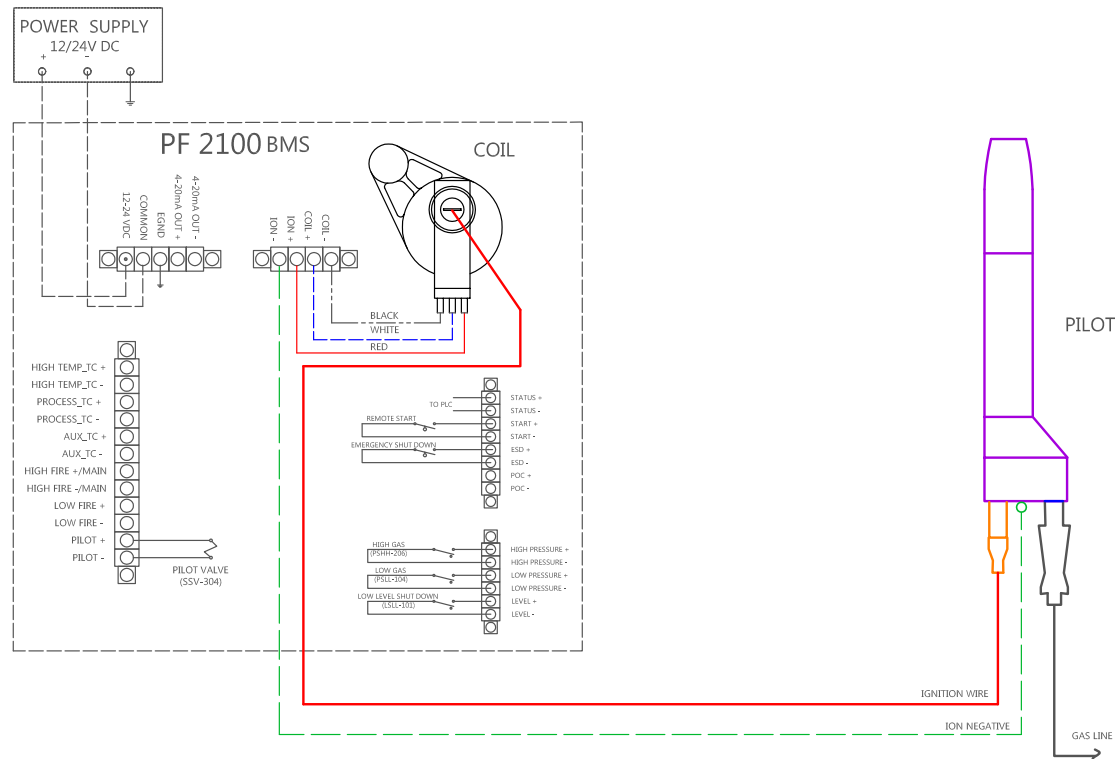 POWER SUPPLY
12/24V DC
+ -
PF 2100 BMS
COIL
12-24 VDC
COMMON
EGND
4-20mA OUT +
4-20mA OUT -
ION -
ION +
COIL +
COIL -
BLACK
WHITE
RED
PILOT
HIGH TEMP_TC +
HIGH TEMP_TC -
PROCESS_TC +
PROCESS_TC -
AUX_TC +
AUX_TC -
HIGH FIRE +/MAIN
HIGH FIRE -/MAIN
LOW FIRE +
LOW FIRE -
PILOT +
PILOT -
PILOT VALVE
(SSV-304)
TO PLC
REMOTE START
EMERGENCY SHUT DOWN
STATUS +
STATUS -
START +
START -
ESD +
ESD -
POC +
POC -
HIGH GAS
(PSHH-206)
LOW GAS
(PSLL-104)
LOW LEVEL SHUT DOWN
(LSLL-101)
HIGH PRESSURE +
HIGH PRESSURE -
LOW PRESSURE +
LOW PRESSURE -
LEVEL +
LEVEL -
IGNITION WIRE
ION NEGATIVE
GAS LINE